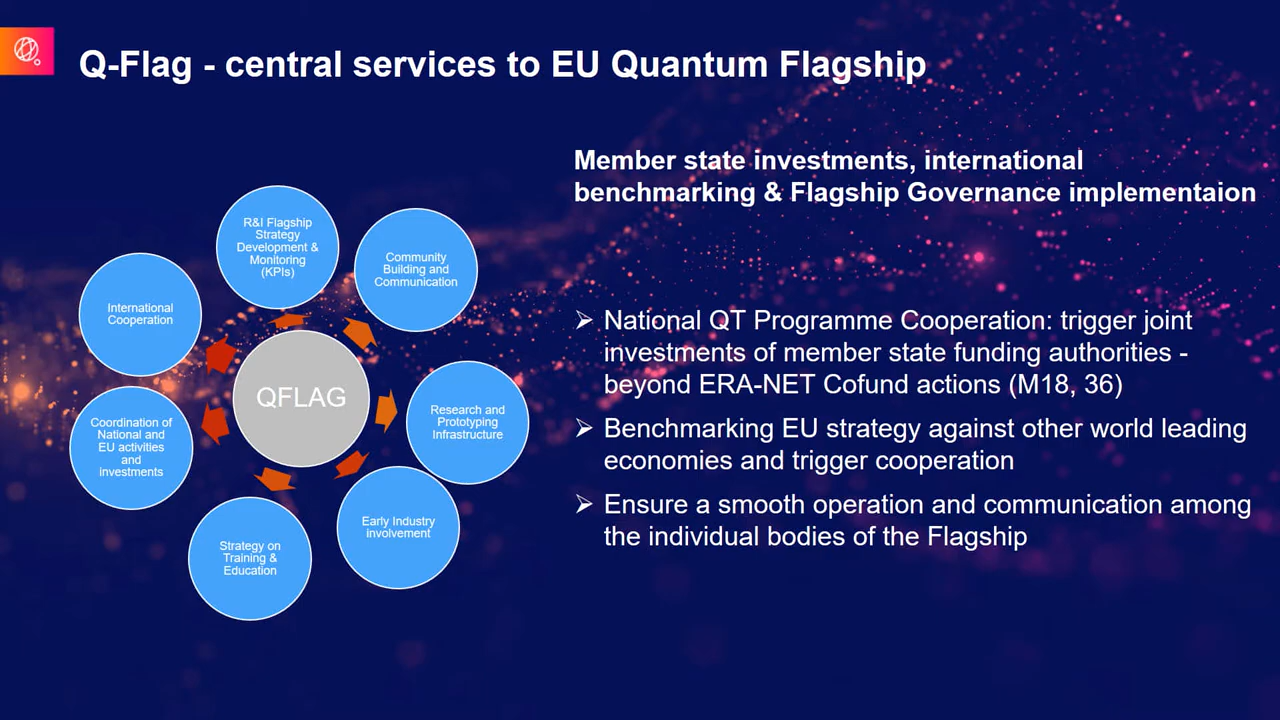 Q-Flag - central services to EU Quantum Flagship
Member state investments, international
benchmarking & Flagship Governance implementaion
R&I Flagship
Strategy
Development &
Monitoring
(KPIs)
Community
Building and
Communication
International
Cooperation
QFLAG
Research and
Prototyping
Infrastructure
Coordination of
National and
EU activities
and
investments
Early Industry
involvement
Strategy on
Training &
Education
National QT Programme Cooperation: trigger joint
investments of member state funding authorities -
beyond ERA-NET Cofund actions (M18, 36)
Benchmarking EU strategy against other world leading
economies and trigger cooperation
Ensure a smooth operation and communication among
the individual bodies of the Flagship